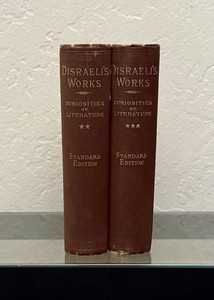 DISRAELI'S
WORKS
CURIOSITIES
OF
LITERATURE
**
STANDARD
EDITION
DISRAELI'S
WORKS
CURIOSITIES
OF
LITERATURE
***
STANDARD
EDITION